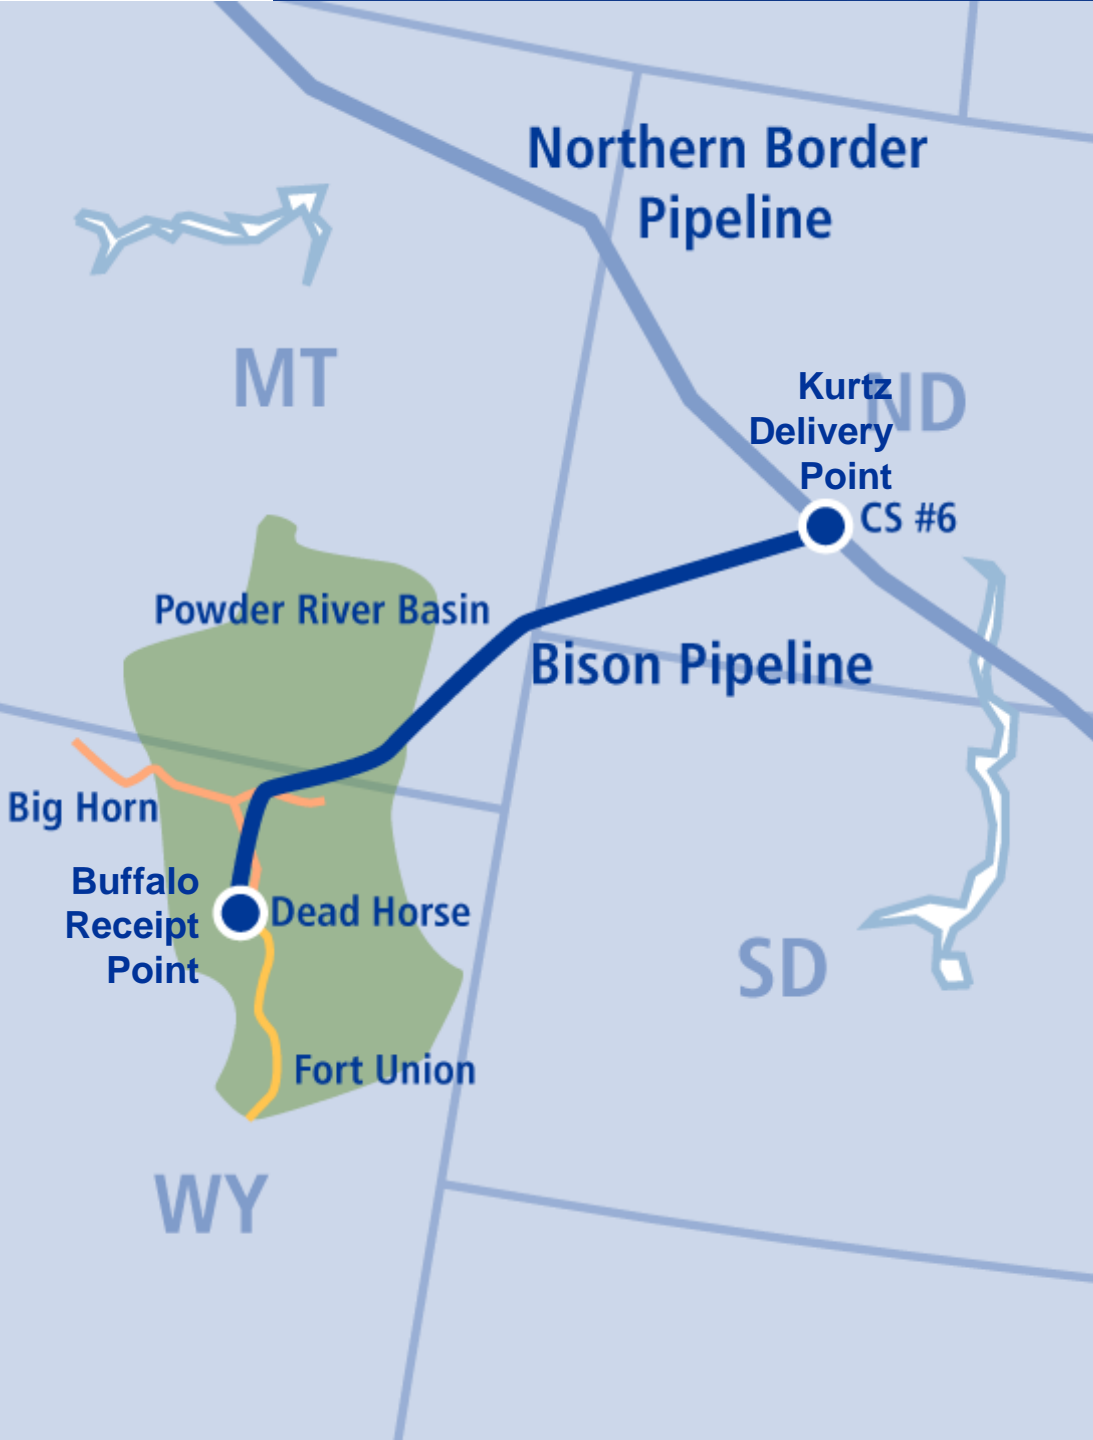 Northern Border
Pipeline
MT
ND
Kurtz
Delivery
Point
CS #6
Powder River Basin
Bison Pipeline
Big Horn
Buffalo
Receipt
Point
Dead Horse
SD
Fort Union
WY